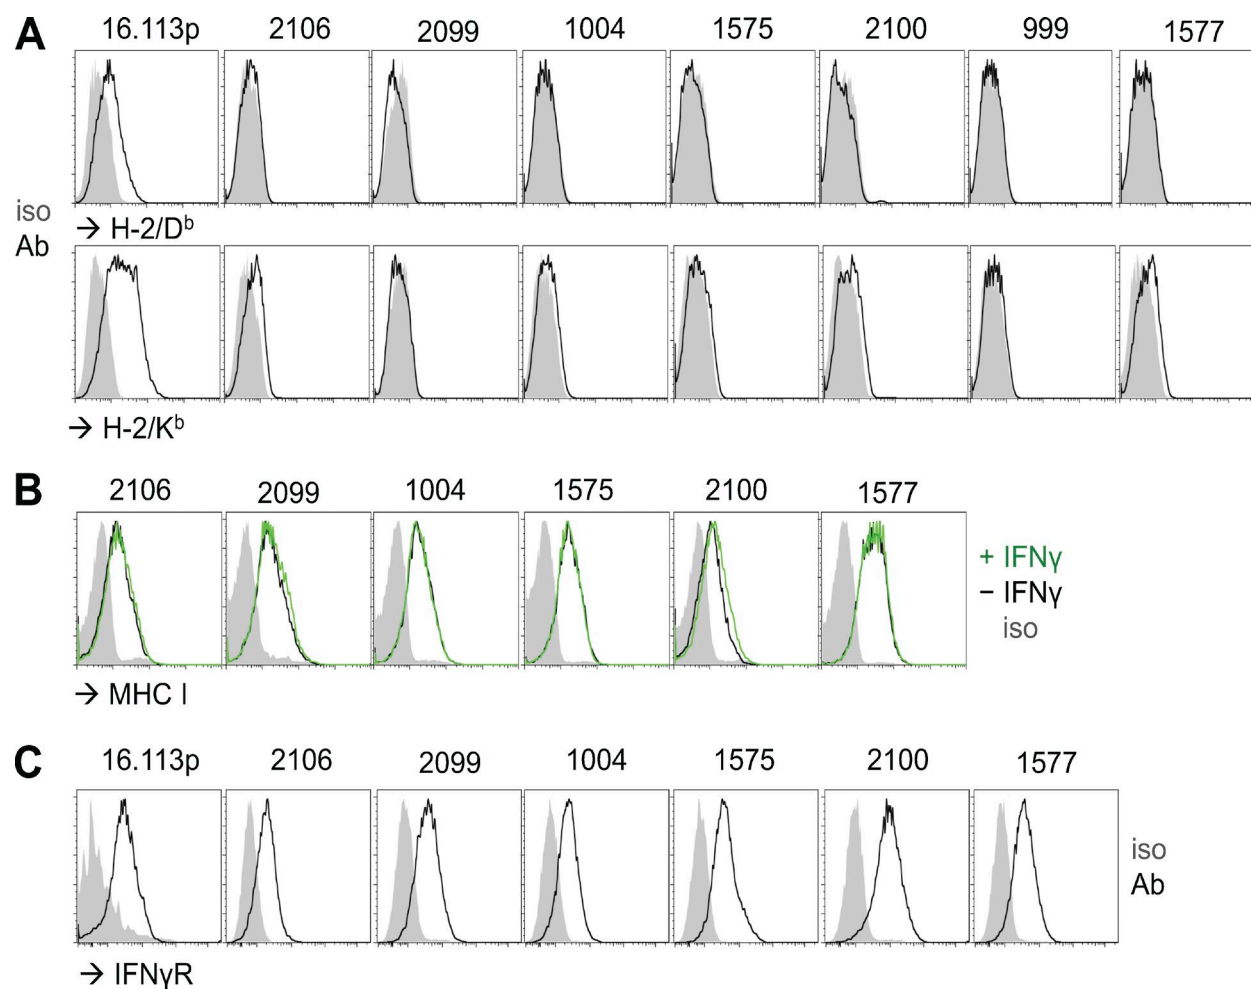 A
16.113p 2106 2099 1004 1575 2100 999 1577
iso
Ab
→ H-2/Dᵇ
→ H-2/Kᵇ
B
2106 2099 1004 1575 2100 1577
+ IFNγ
− IFNγ
iso
→ MHC I
C
16.113p 2106 2099 1004 1575 2100 1577
iso
Ab
→ IFNγR